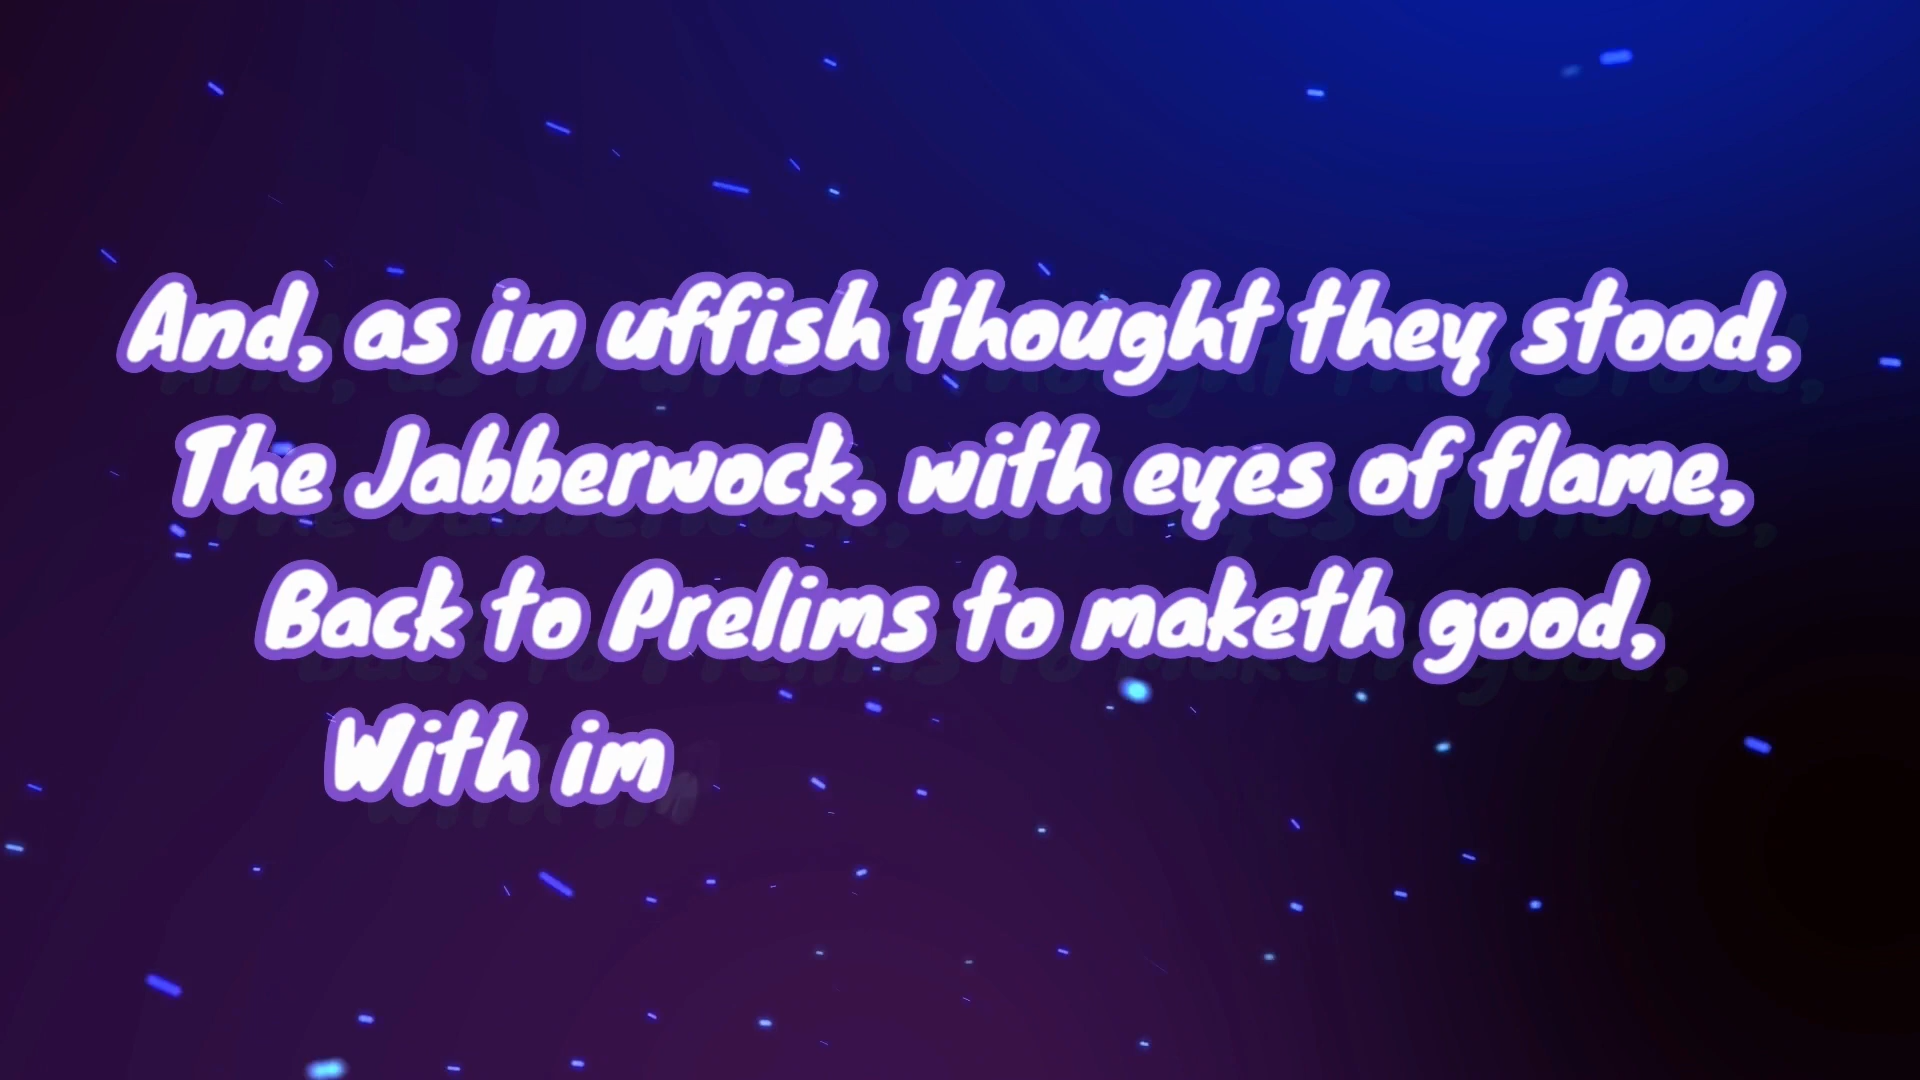 And, as in uffish thought they stood,
The Jabberwock, with eyes of flame,
Back to Prelims to maketh good,
With im